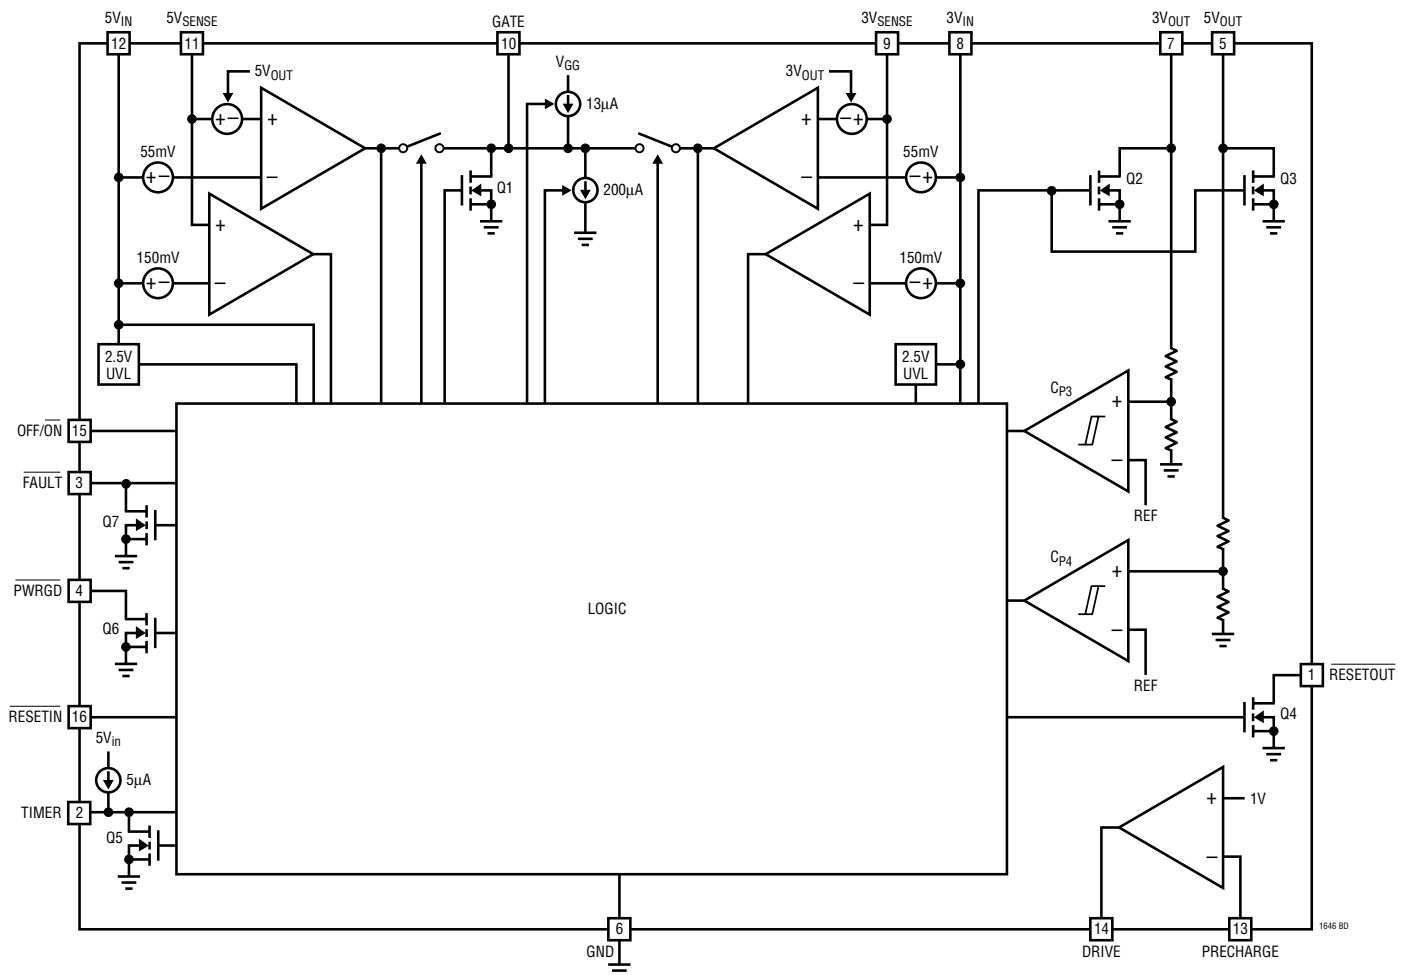 5VIN
5VSENSE
GATE
3VSENSE
3VIN
3VOUT
5VOUT
12
11
10
9
8
7
5
5VOUT
VGG
3VOUT
+−
+
13µA
+
−+
55mV
+−
−
Q1
200µA
−
55mV
−+
Q2
Q3
+
+
150mV
+−
−
−
150mV
−+
2.5V
UVL
2.5V
UVL
CP3
+
−
REF
OFF/ON
15
FAULT
3
Q7
CP4
+
−
REF
PWRGD
4
Q6
LOGIC
1
RESETOUT
RESETIN
16
Q4
5Vin
5µA
TIMER
2
Q5
+
1V
−
6
GND
14
DRIVE
13
PRECHARGE
1646 BD